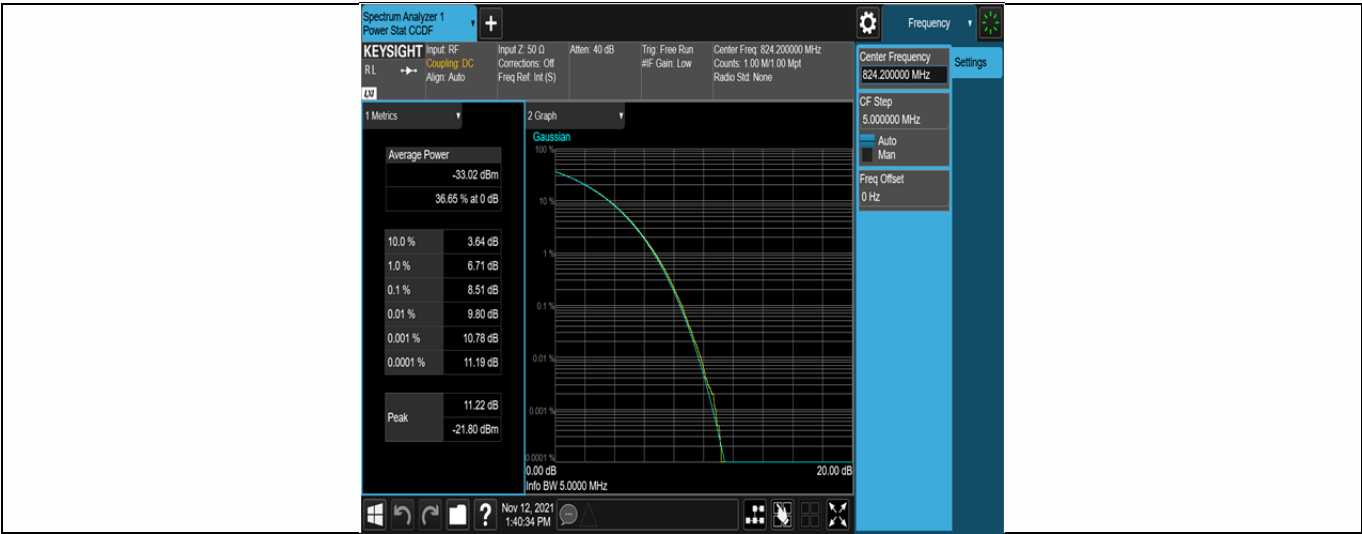 Spectrum Analyzer 1
Power Stat CCDF
+
Frequency
KEYSIGHT
R L
LXI
Input: RF
Coupling: DC
Align: Auto
Input Z: 50 Ω
Corrections: Off
Freq Ref: Int (S)
Atten: 40 dB
Trig: Free Run
#IF Gain: Low
Center Freq: 824.200000 MHz
Counts: 1.00 M/1.00 Mpt
Radio Std: None
Center Frequency
824.200000 MHz
Settings
CF Step
5.000000 MHz
Auto
Man
Freq Offset
0 Hz
1 Metrics
Average Power
-33.02 dBm
36.65 % at 0 dB
10.0 % 3.64 dB
1.0 % 6.71 dB
0.1 % 8.51 dB
0.01 % 9.80 dB
0.001 % 10.78 dB
0.0001 % 11.19 dB
Peak 11.22 dB
-21.80 dBm
2 Graph
Gaussian
100 %
10 %
1 %
0.1 %
0.01 %
0.001 %
0.0001 %
0.00 dB 20.00 dB
Info BW 5.0000 MHz
?
Nov 12, 2021
1:40:34 PM